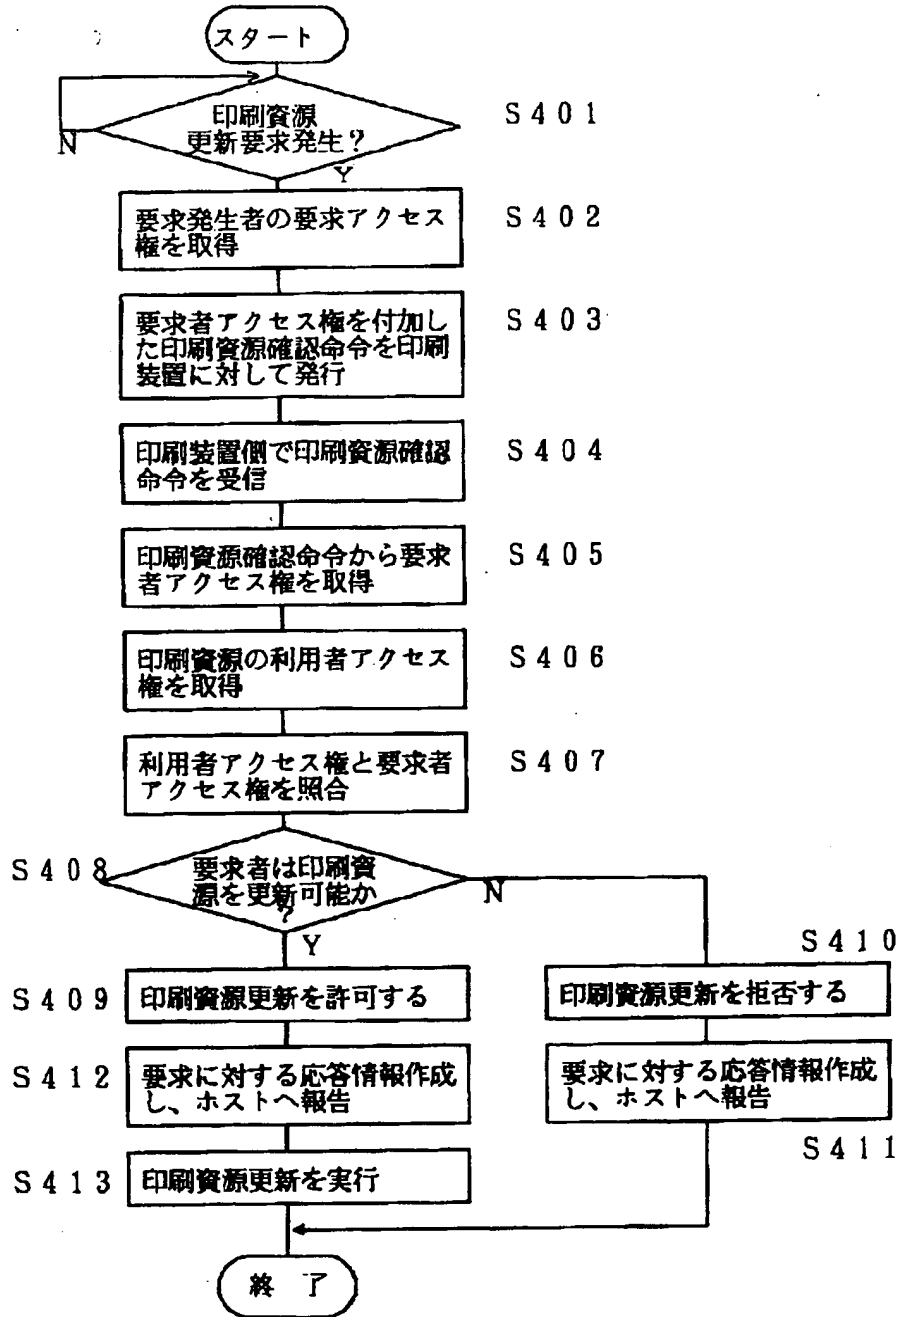 スタート
印刷資源
更新要求発生?
S401
N
Y
要求発生者の要求アクセス
権を取得
S402
要求者アクセス権を付加し
た印刷資源確認命令を印刷
装置に対して発行
S403
印刷装置側で印刷資源確認
命令を受信
S404
印刷資源確認命令から要求
者アクセス権を取得
S405
印刷資源の利用者アクセス
権を取得
S406
利用者アクセス権と要求者
アクセス権を照合
S407
S408
要求者は印刷資
源を更新可能か
?
N
Y
S409
印刷資源更新を許可する
S410
印刷資源更新を拒否する
S412
要求に対する応答情報作成
し、ホストへ報告
要求に対する応答情報作成
し、ホストへ報告
S411
S413
印刷資源更新を実行
終 了